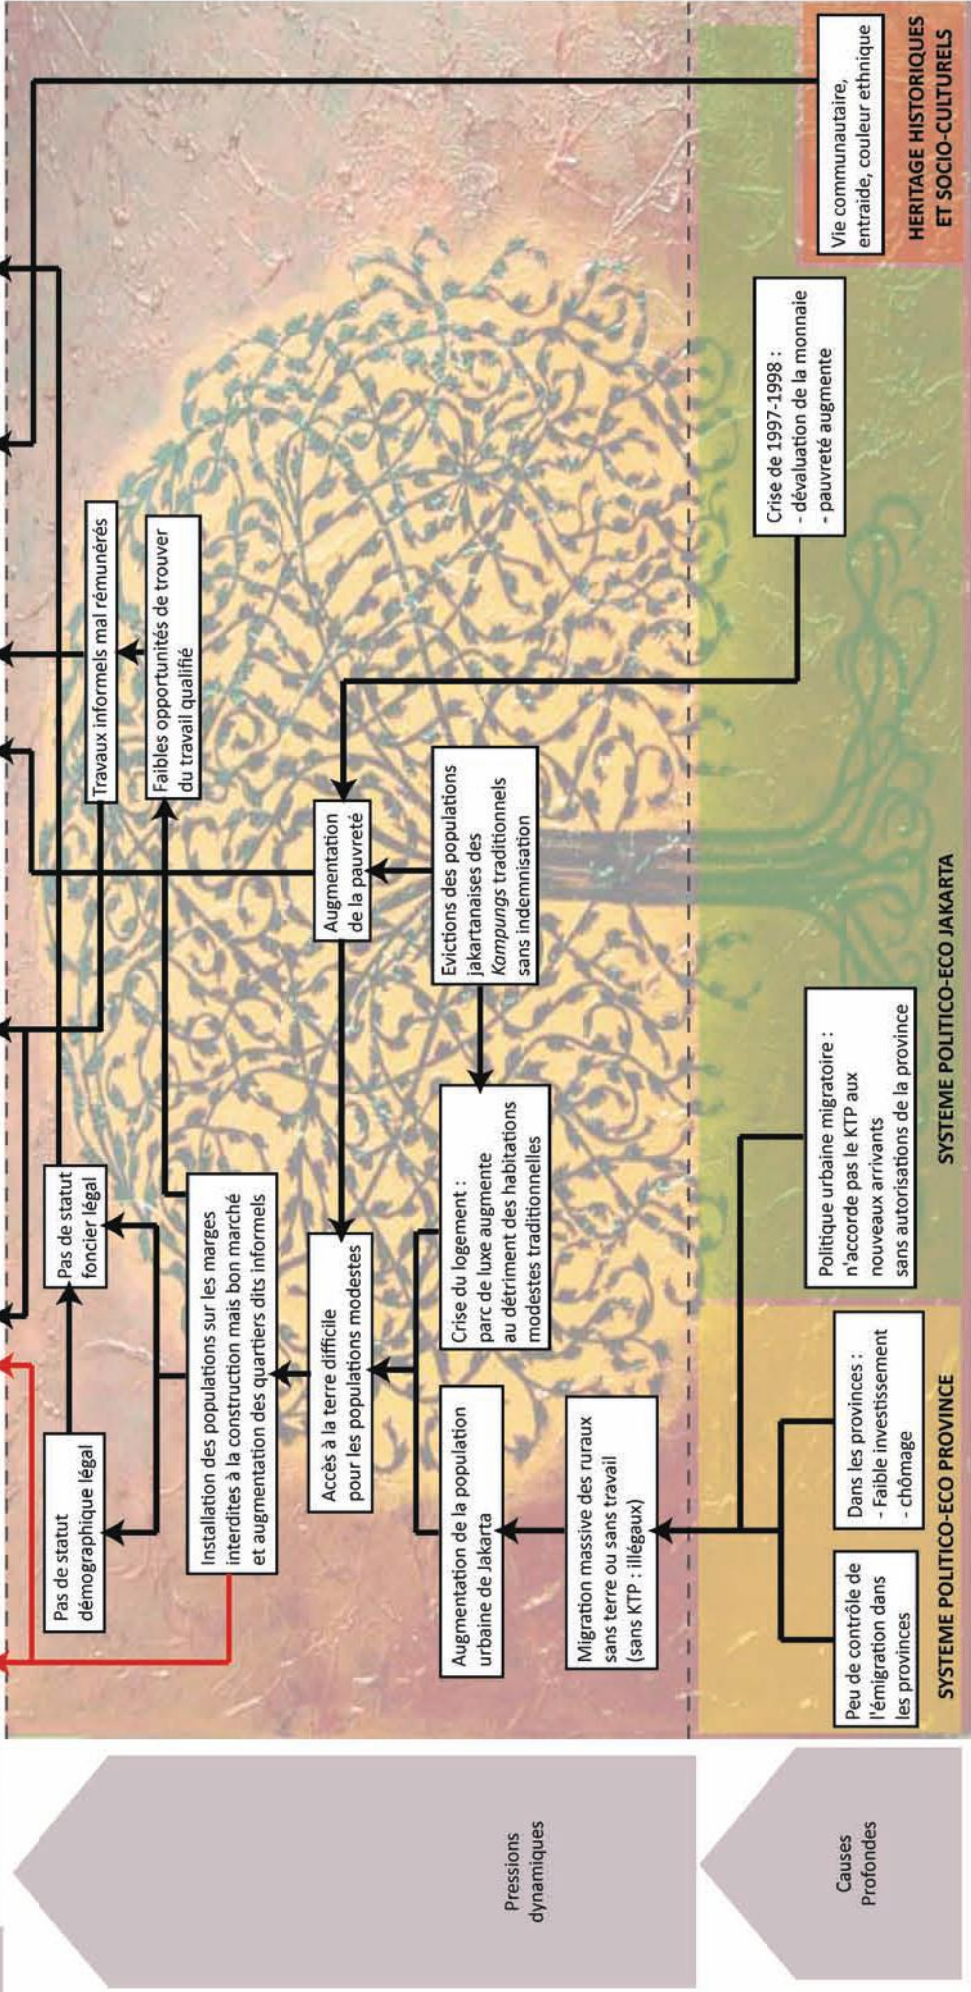 Pas de statut
démographique légal
Pas de statut
foncier légal
Travaux informels mal rémunérés
Faibles opportunités de trouver
du travail qualifié
Installation des populations sur les marges
interdites à la construction mais bon marché
et augmentation des quartiers dits informels
Accès à la terre difficile
pour les populations modestes
Augmentation
de la pauvreté
Augmentation de la population
urbaine de Jakarta
Crise du logement :
parc de luxe augmente
au détriment des habitations
modestes traditionnelles
Evictions des populations
jakartanaises des
Kampungs traditionnels
sans indemnisation
Migration massive des ruraux
sans terre ou sans travail
(sans KTP : illégaux)
Pressions
dynamiques
Peu de contrôle de
l'émigration dans
les provinces
Dans les provinces :
- Faible investissement
- chômage
Politique urbaine migratoire :
n'accorde pas le KTP aux
nouveaux arrivants
sans autorisations de la province
Crise de 1997-1998 :
- dévaluation de la monnaie
- pauvreté augmente
Vie communautaire,
entraide, couleur ethnique
Causes
Profondes
SYSTEME POLITICO-ECO PROVINCE
SYSTEME POLITICO-ECO JAKARTA
HERITAGE HISTORIQUES
ET SOCIO-CULTURELS